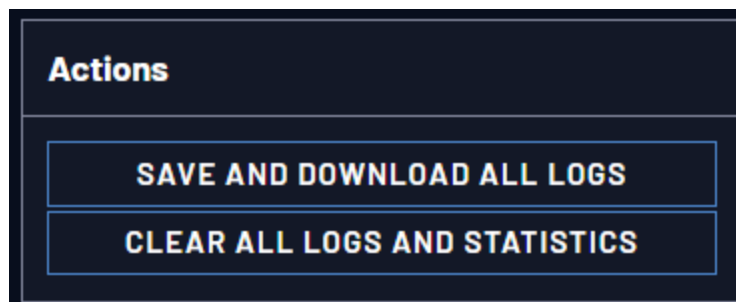 Actions
SAVE AND DOWNLOAD ALL LOGS
CLEAR ALL LOGS AND STATISTICS